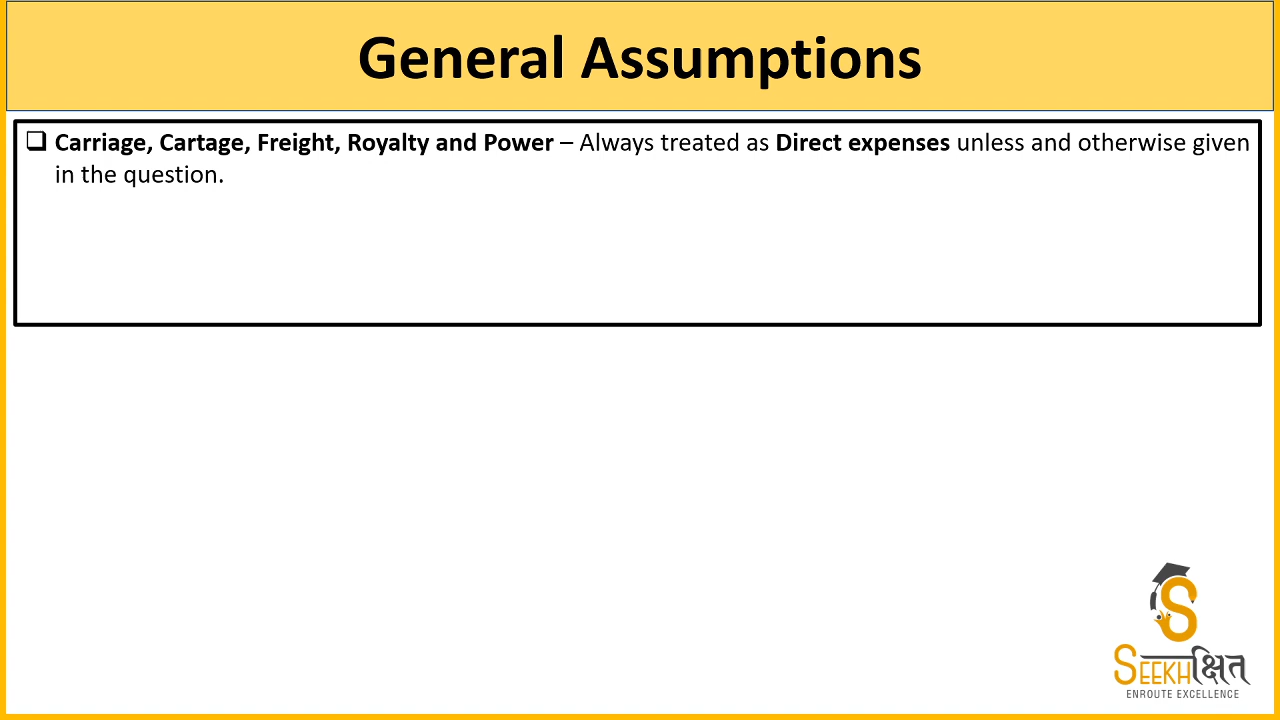 General Assumptions
❑ Carriage, Cartage, Freight, Royalty and Power – Always treated as Direct expenses unless and otherwise given
in the question.
SEEKHक्षित
ENROUTE EXCELLENCE